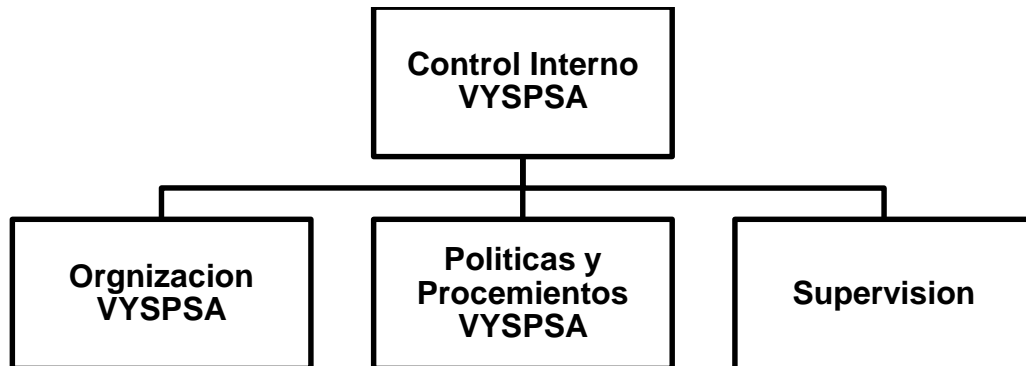 Control Interno
VYSPSA
Orgnizacion
VYSPSA
Politicas y
Procemientos
VYSPSA
Supervision